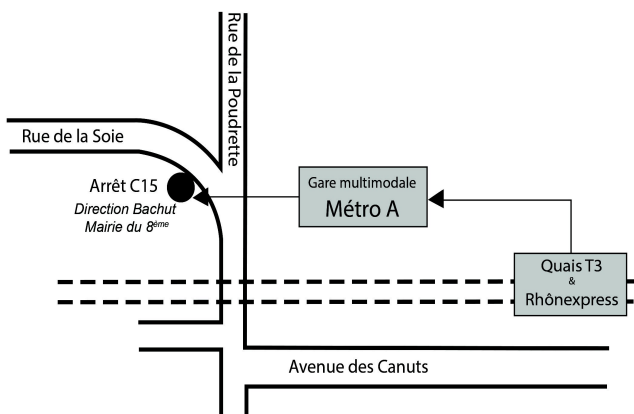 Rue de la Poudrette
Rue de la Soie
Arrêt C15
Direction Bachut
Mairie du 8ème
Gare multimodale
Métro A
Quais T3
&
Rhônexpress
Avenue des Canuts